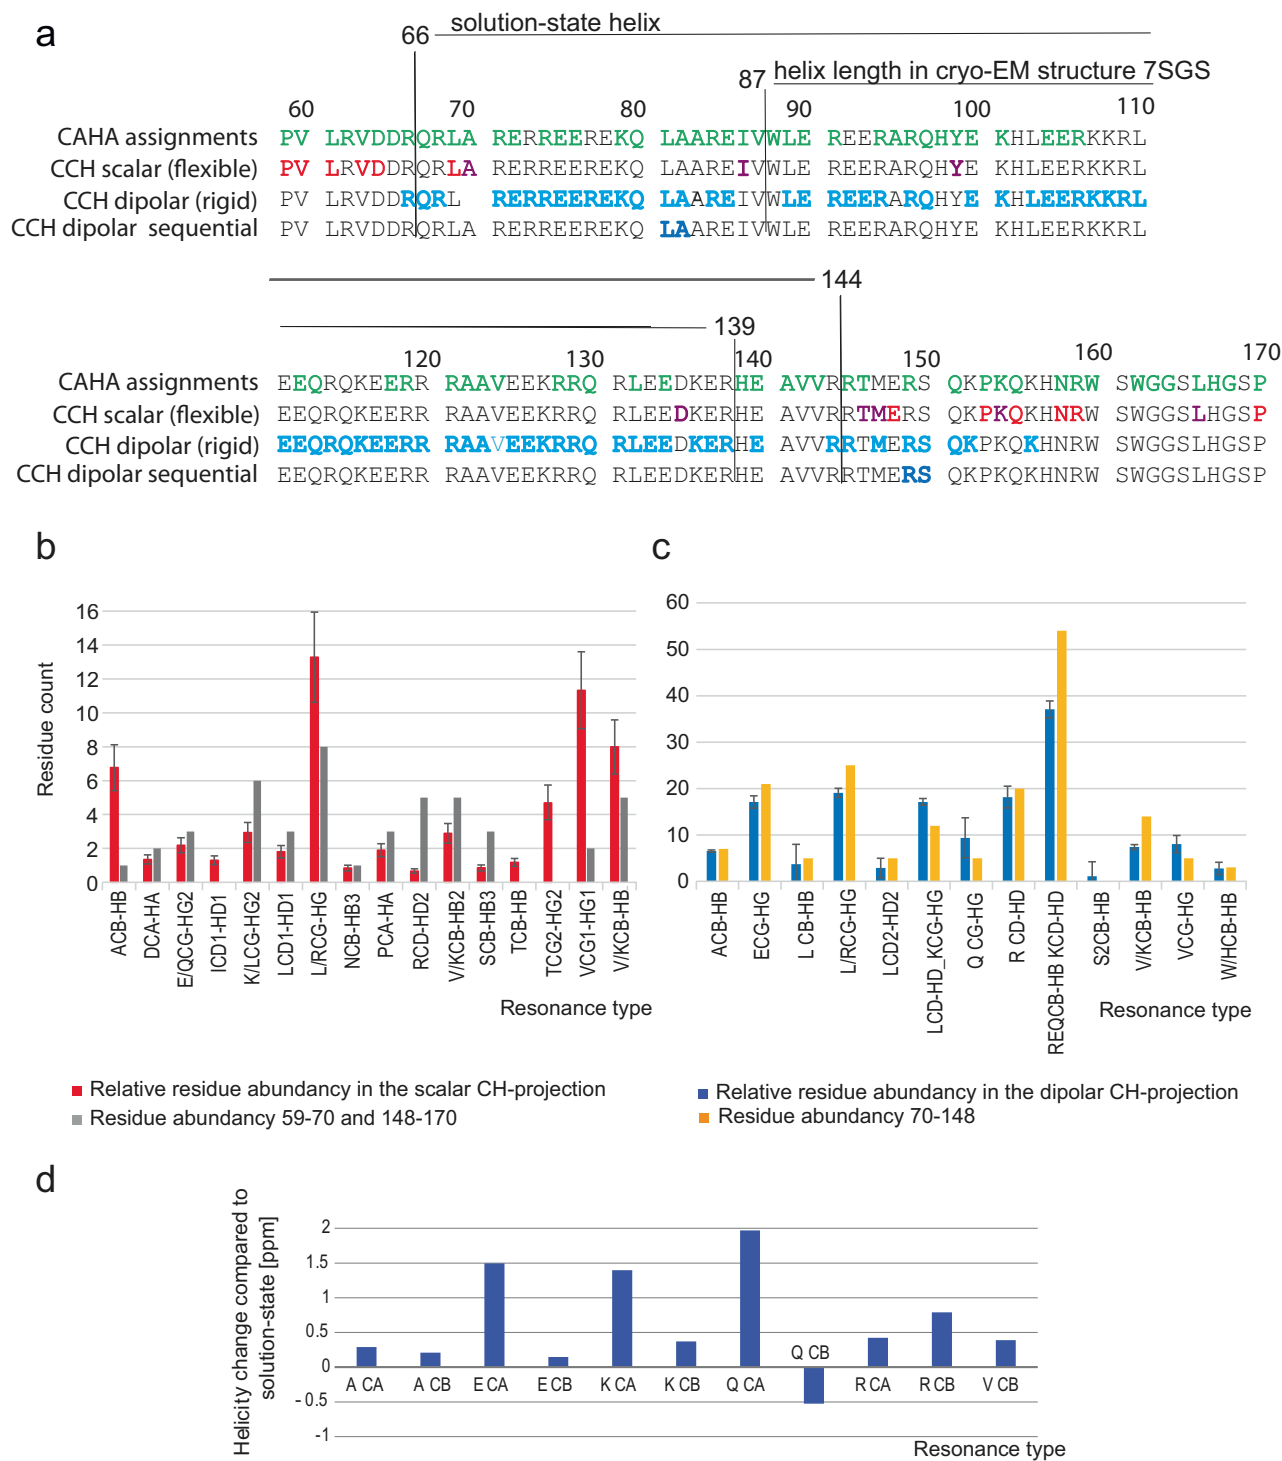 a
66 solution-state helix
87 helix length in cryo-EM structure 7SGS
60 70 80 90 100 110
CAHA assignments PV LRVDDRQRLA RERREEREKQ LAAREIVWLE REERARQHYE KHLEERKKRL
CCH scalar (flexible) PV LRVDDRQRLA RERREEREKQ LAAREIVWLE REERARQHYE KHLEERKKRL
CCH dipolar (rigid) PV LRVDDRQRL RERREEREKQ LAAREIVWLE REERARQHYE KHLEERKKRL
CCH dipolar sequential PV LRVDDRQRLA RERREEREKQ LAAREIVWLE REERARQHYE KHLEERKKRL
144
139
120 130 140 150 160 170
CAHA assignments EEQRQKEERR RAAVEEKRRQ RLEEDKERHE AVVRRTMERS QKPKQKHNRW SWGGSLHGSP
CCH scalar (flexible) EEQRQKEERR RAAVEEKRRQ RLEEDKERHE AVVRRTMERS QKPKQKHNRW SWGGSLHGSP
CCH dipolar (rigid) EEQRQKEERR RAAVEEKRRQ RLEEDKERHE AVVRRTMERS QKPKQKHNRW SWGGSLHGSP
CCH dipolar sequential EEQRQKEERR RAAVEEKRRQ RLEEDKERHE AVVRRTMERS QKPKQKHNRW SWGGSLHGSP
b
Residue count
16
14
12
10
8
6
4
2
0
ACB-HB
DCA-HA
E/QCG-HG2
ICD1-HD1
K/LCG-HG2
LCD1-HD1
L/RCG-HG
NCB-HB3
PCA-HA
RCD-HD2
V/KCB-HB2
SCB-HB3
TCB-HB
TCG2-HG2
VCG1-HG1
V/KCB-HB
Resonance type
Relative residue abundancy in the scalar CH-projection
Residue abundancy 59-70 and 148-170
c
60
50
40
30
20
10
0
ACB-HB
ECG-HG
L CB-HB
L/RCG-HG
LCD2-HD2
LCD-HD_KCG-HG
Q CG-HG
R CD-HD
REQCB-HB KCD-HD
S2CB-HB
V/KCB-HB
VCG-HG
W/HCB-HB
Resonance type
Relative residue abundancy in the dipolar CH-projection
Residue abundancy 70-148
d
Helicity change compared to
solution-state [ppm]
2
1.5
1
0.5
0
-0.5
-1
A CA
A CB
E CA
E CB
K CA
K CB
Q CA
Q CB
R CA
R CB
V CB
Resonance type